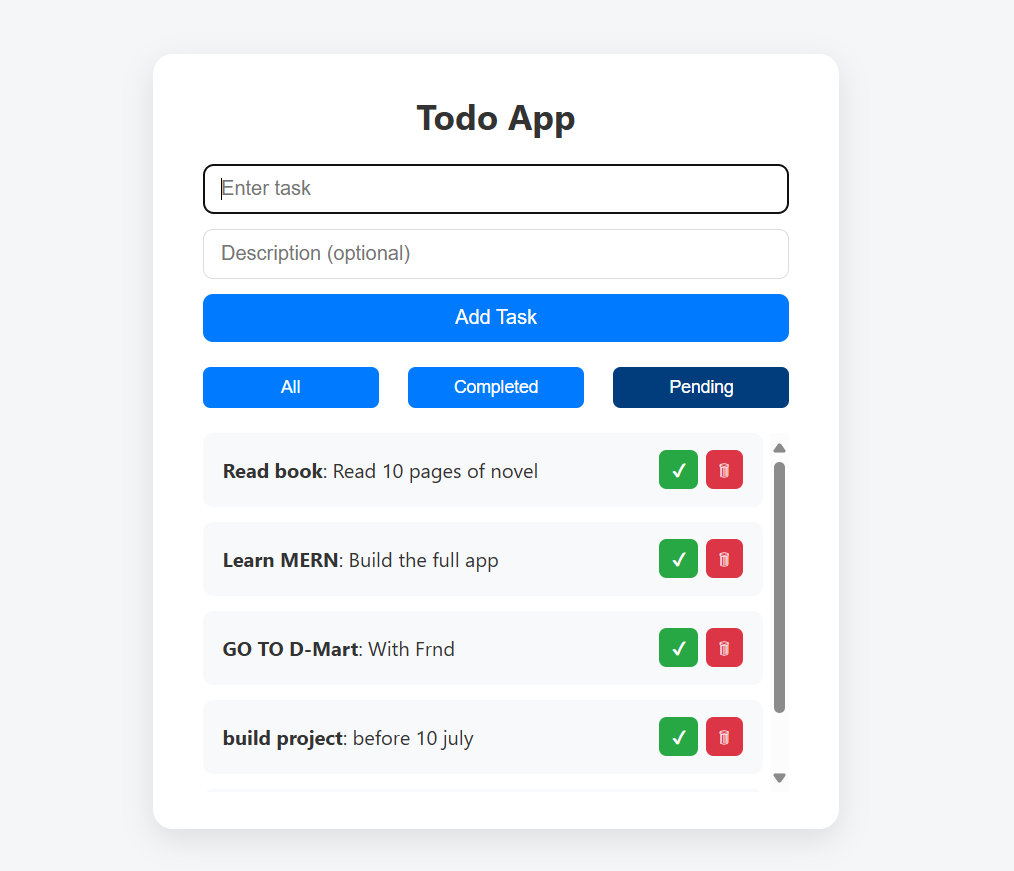 Todo App
Enter task
Description (optional)
Add Task
All Completed Pending
Read book: Read 10 pages of novel
Learn MERN: Build the full app
GO TO D-Mart: With Frnd
build project: before 10 july